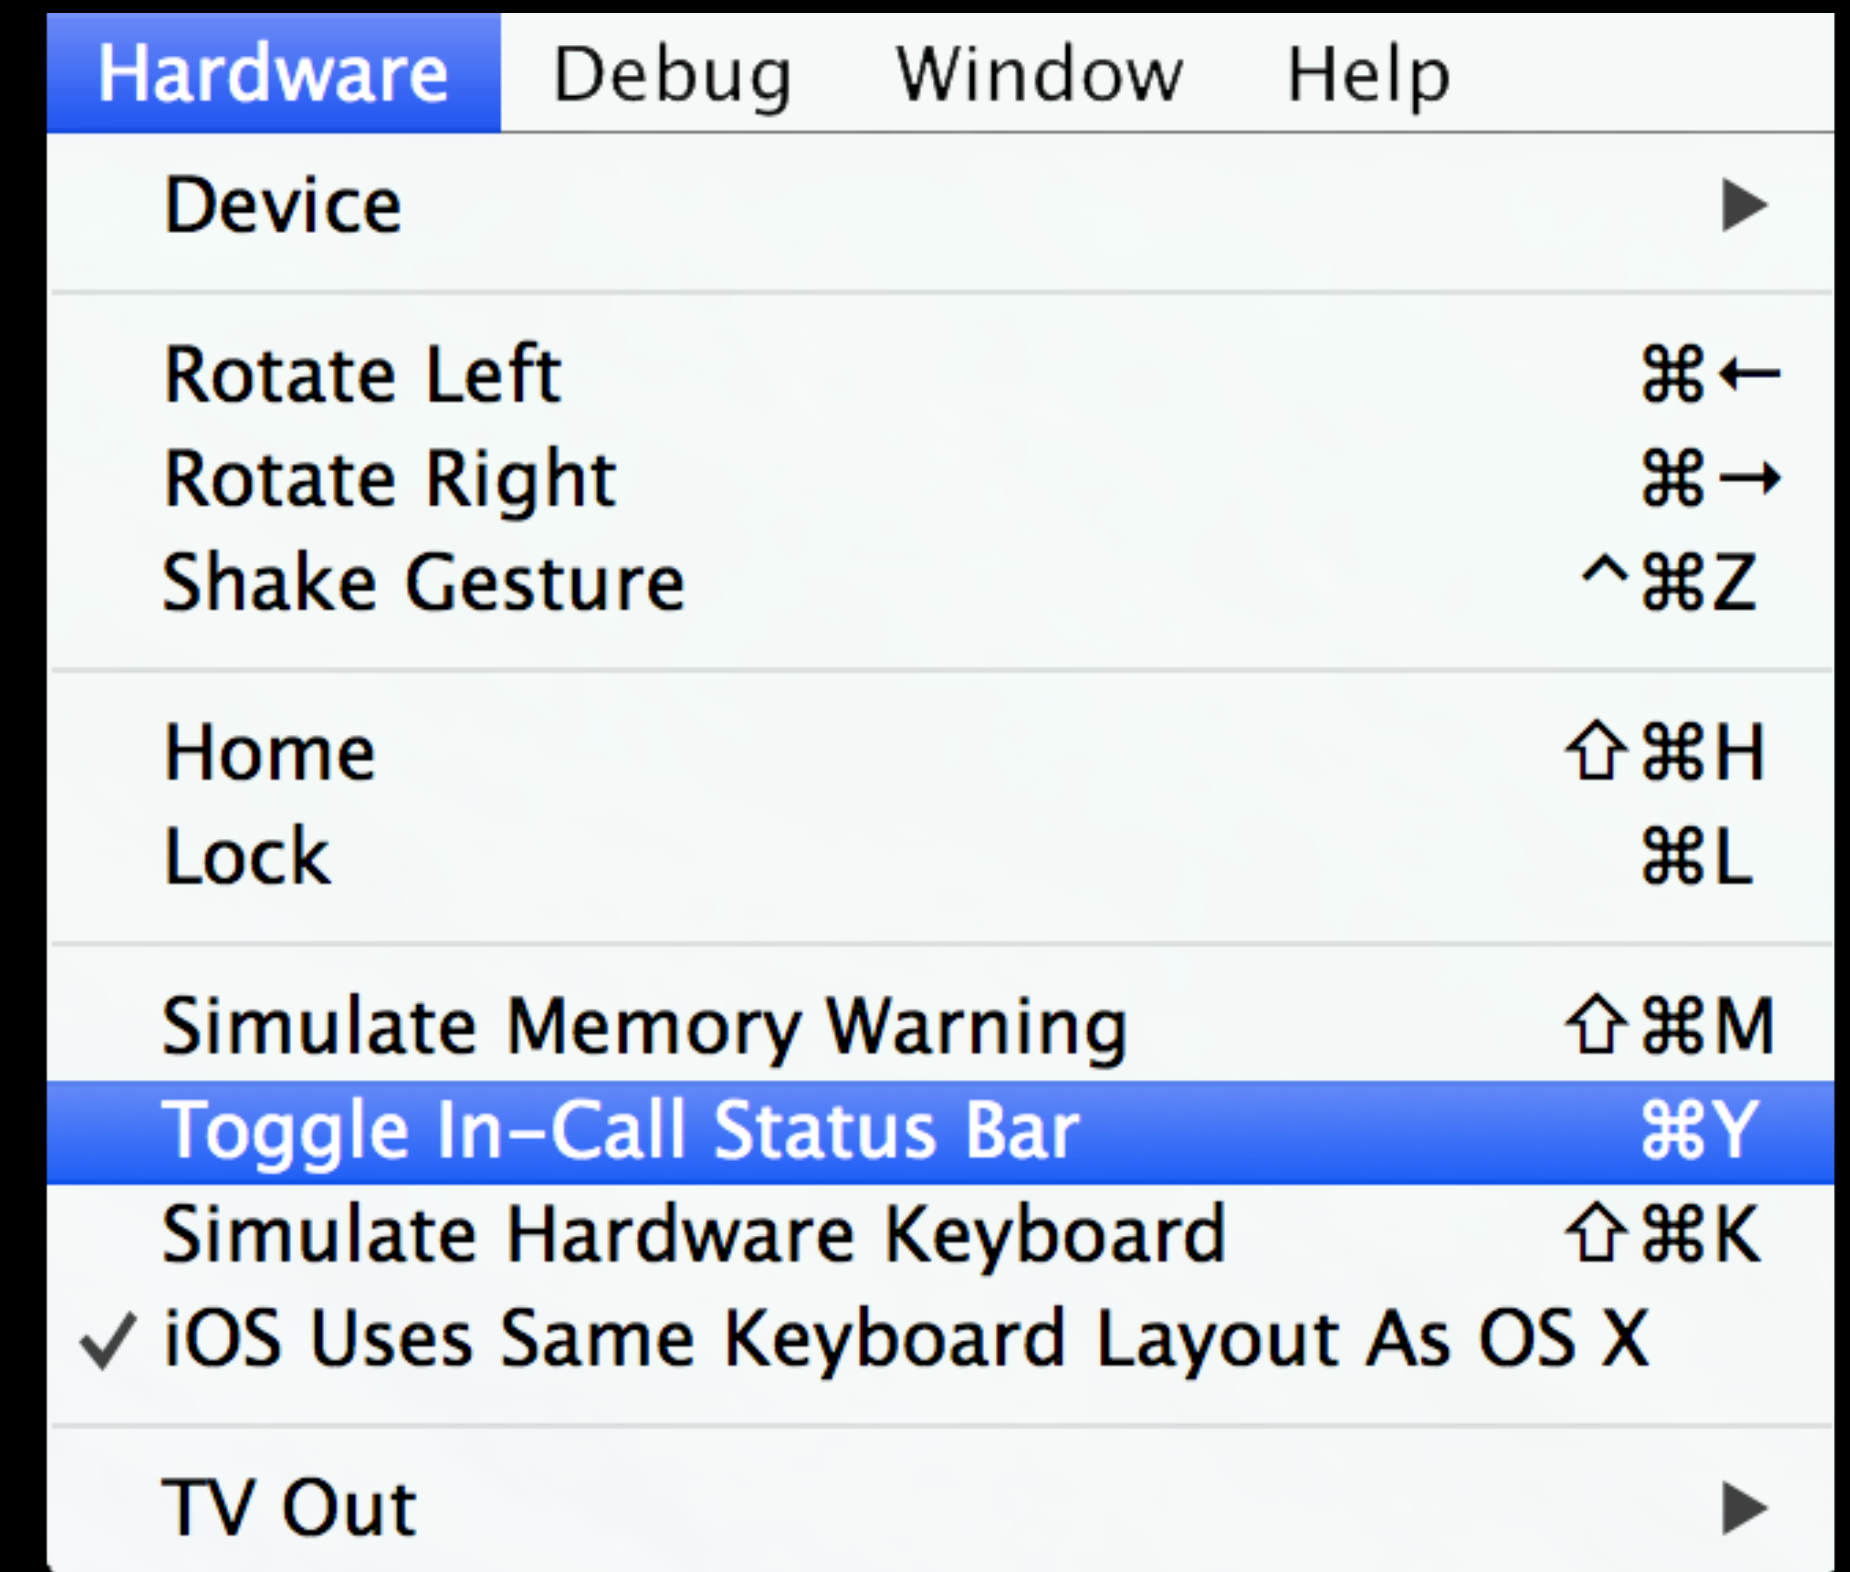 Hardware Debug Window Help
Device ▶
Rotate Left ⌘←
Rotate Right ⌘→
Shake Gesture ^⌘Z
Home ⇧⌘H
Lock ⌘L
Simulate Memory Warning ⇧⌘M
Toggle In-Call Status Bar ⌘Y
Simulate Hardware Keyboard ⇧⌘K
✓ iOS Uses Same Keyboard Layout As OS X
TV Out ▶